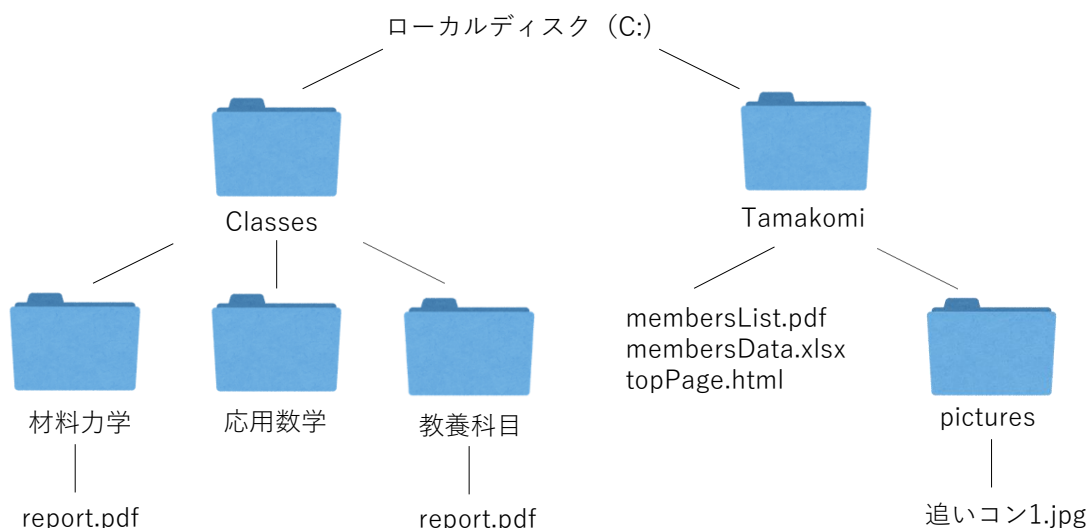 ローカルディスク（C:）
Classes
Tamakomi
membersList.pdf
membersData.xlsx
topPage.html
材料力学
応用数学
教養科目
pictures
report.pdf
report.pdf
追いコン1.jpg